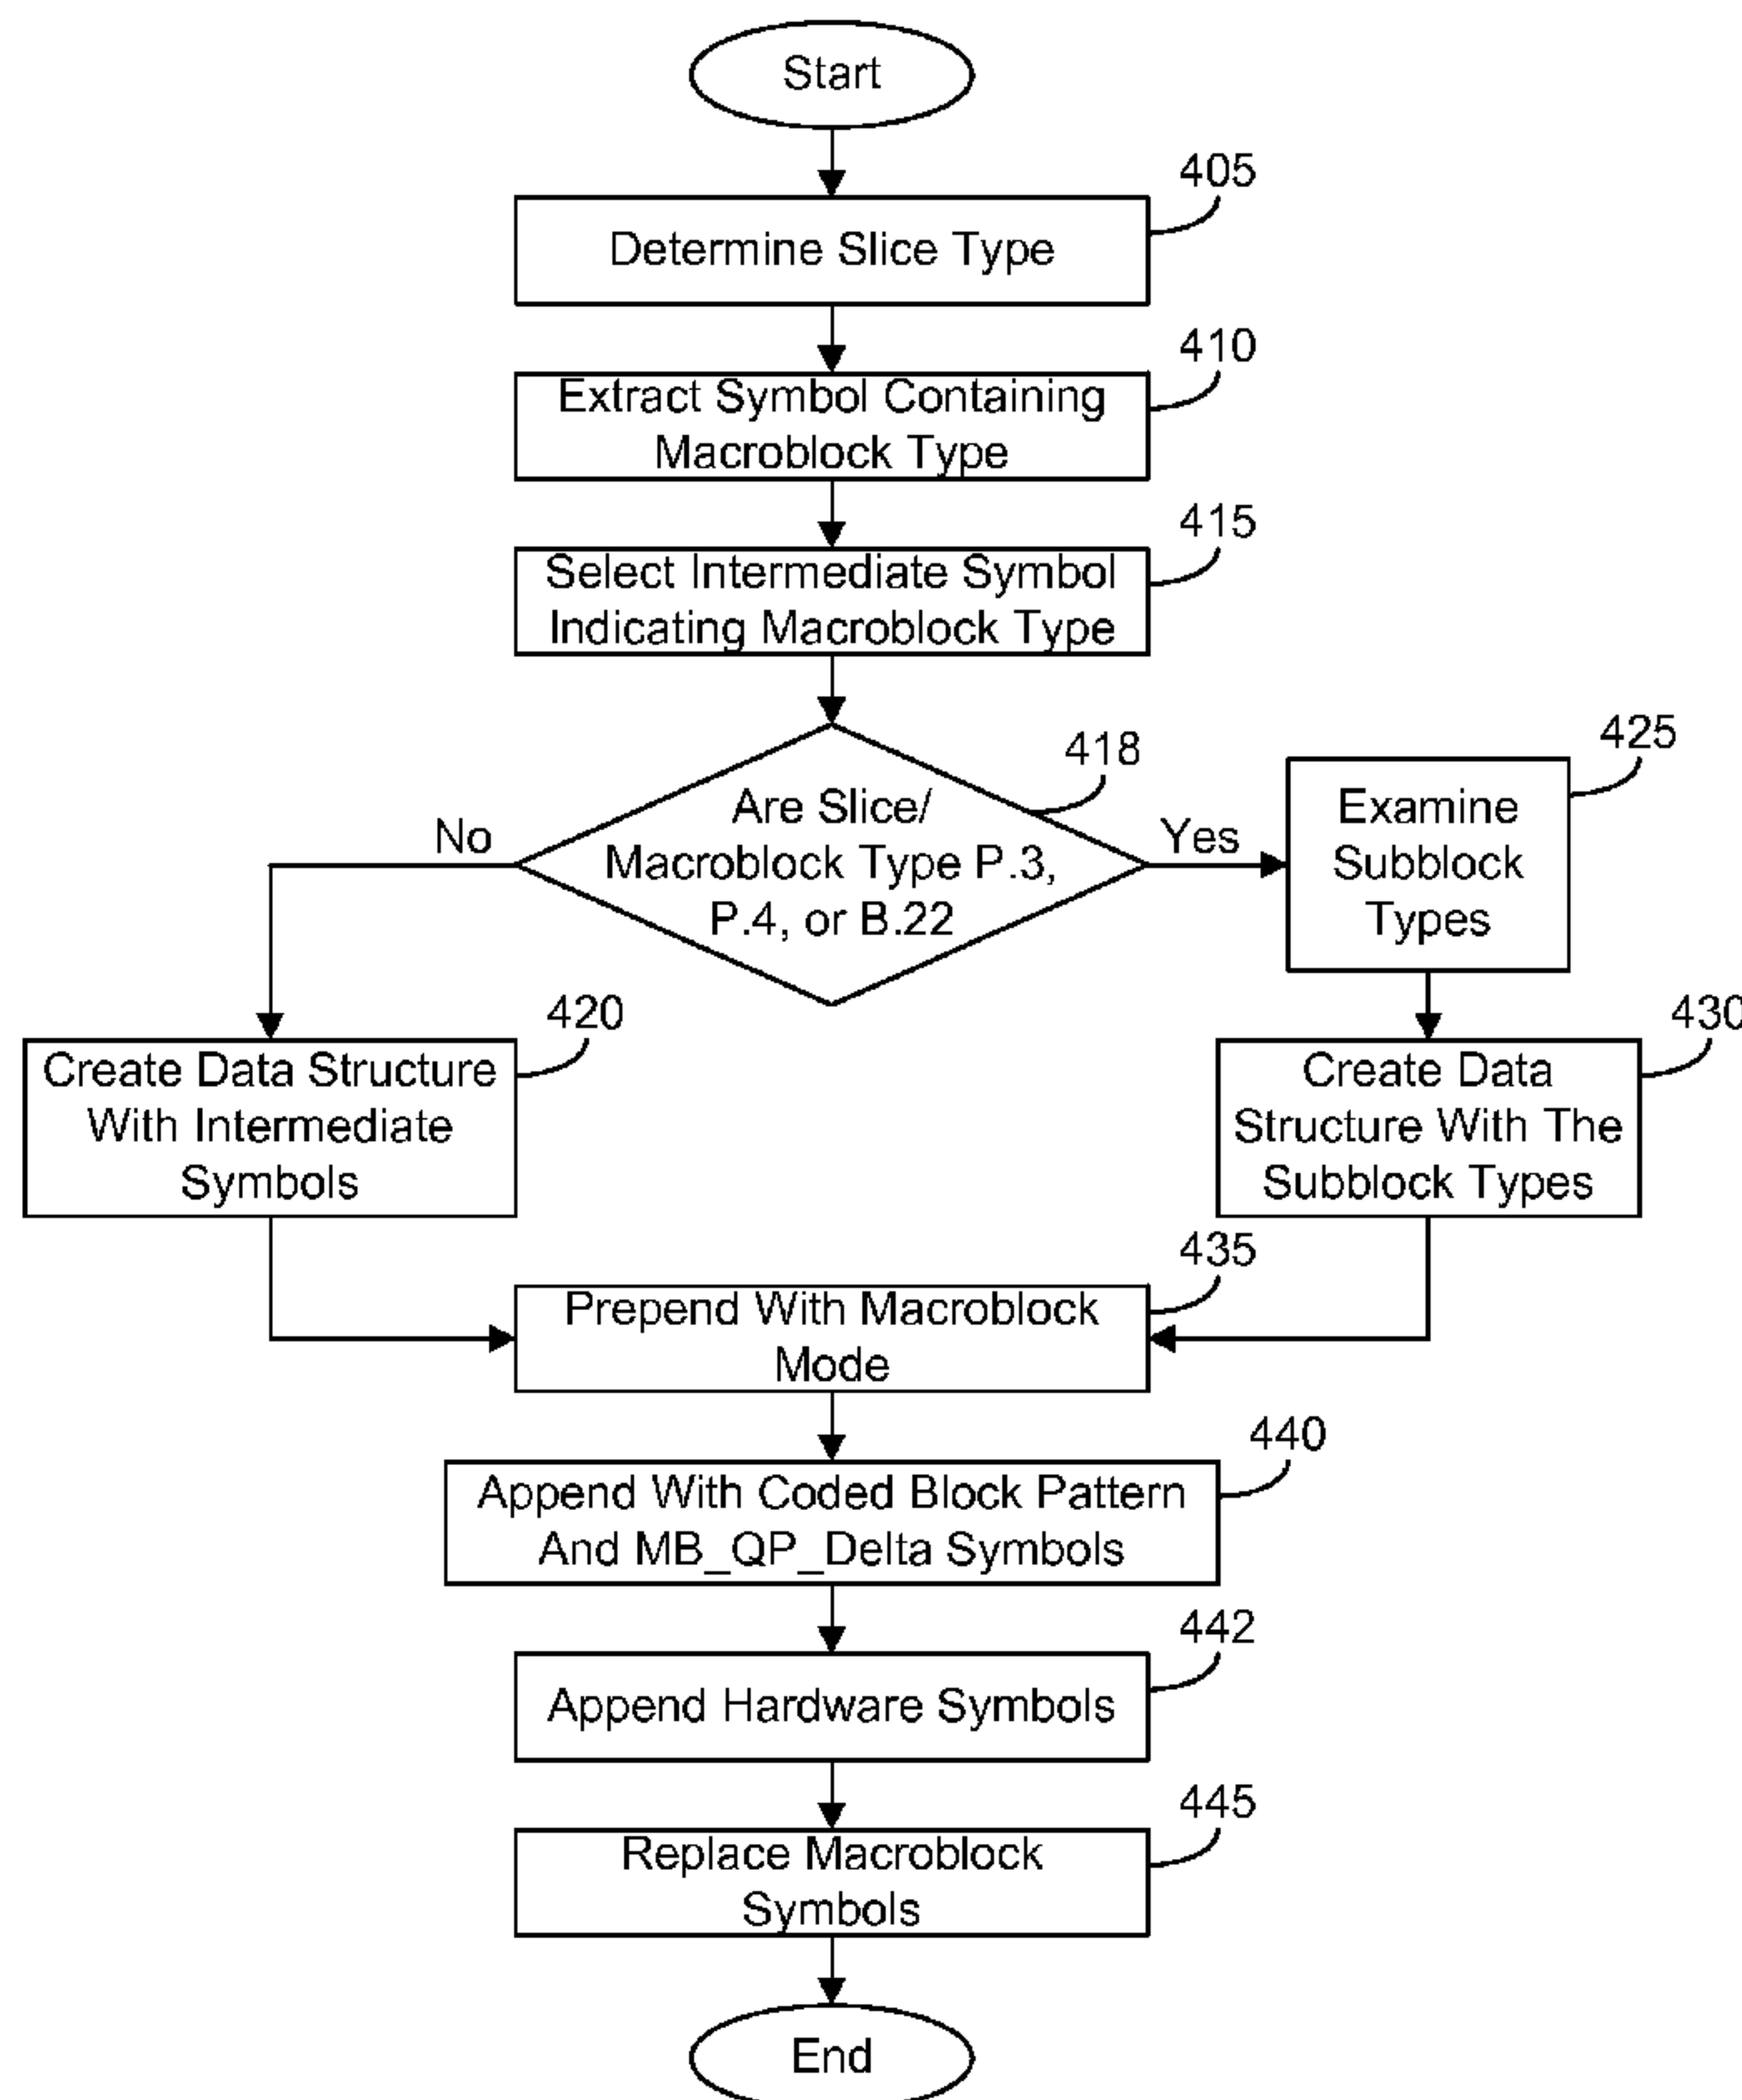 Start
405
Determine Slice Type
410
Extract Symbol Containing
Macroblock Type
415
Select Intermediate Symbol
Indicating Macroblock Type
418
Are Slice/
Macroblock Type P.3,
P.4, or B.22
No
Yes
425
Examine
Subblock
Types
420
Create Data Structure
With Intermediate
Symbols
430
Create Data
Structure With The
Subblock Types
435
Prepend With Macroblock
Mode
440
Append With Coded Block Pattern
And MB_QP_Delta Symbols
442
Append Hardware Symbols
445
Replace Macroblock
Symbols
End